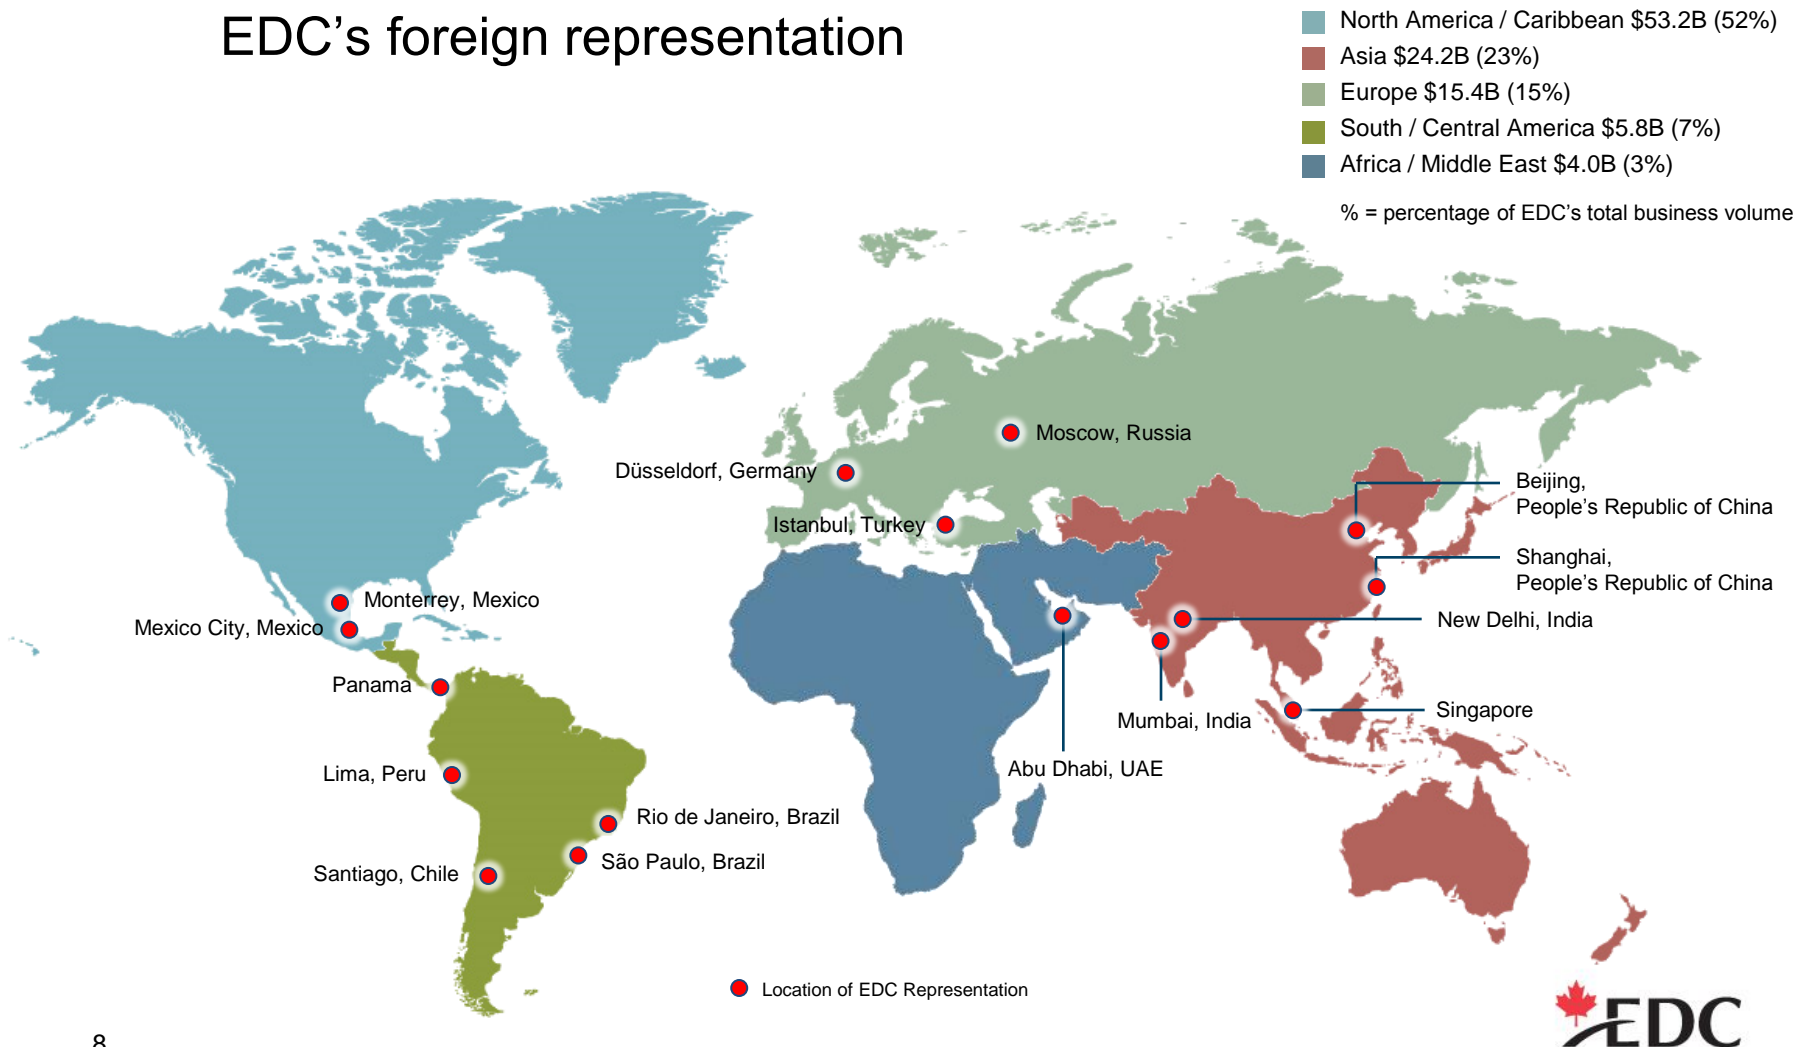 EDC’s foreign representation
North America / Caribbean $53.2B (52%)
Asia $24.2B (23%)
Europe $15.4B (15%)
South / Central America $5.8B (7%)
Africa / Middle East $4.0B (3%)
% = percentage of EDC’s total business volume
Moscow, Russia
Düsseldorf, Germany
Istanbul, Turkey
Beijing,
People’s Republic of China
Shanghai,
People’s Republic of China
New Delhi, India
Monterrey, Mexico
Mexico City, Mexico
Panama
Singapore
Mumbai, India
Abu Dhabi, UAE
Lima, Peru
Rio de Janeiro, Brazil
São Paulo, Brazil
Santiago, Chile
Location of EDC Representation
EDC
8